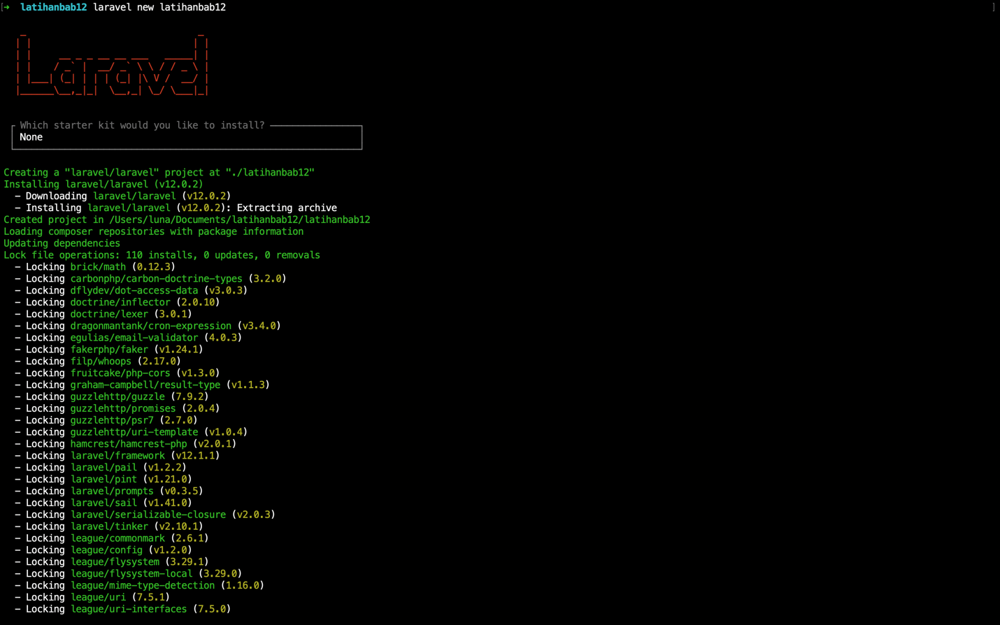 [➜  latihanbab12 laravel new latihanbab12 ]
Laravel
Which starter kit would you like to install?
None
Creating a "laravel/laravel" project at "./latihanbab12"
Installing laravel/laravel (v12.0.2)
  - Downloading laravel/laravel (v12.0.2)
  - Installing laravel/laravel (v12.0.2): Extracting archive
Created project in /Users/luna/Documents/latihanbab12/latihanbab12
Loading composer repositories with package information
Updating dependencies
Lock file operations: 110 installs, 0 updates, 0 removals
  - Locking brick/math (0.12.3)
  - Locking carbonphp/carbon-doctrine-types (3.2.0)
  - Locking dflydev/dot-access-data (v3.0.3)
  - Locking doctrine/inflector (2.0.10)
  - Locking doctrine/lexer (3.0.1)
  - Locking dragonmantank/cron-expression (v3.4.0)
  - Locking egulias/email-validator (4.0.3)
  - Locking fakerphp/faker (v1.24.1)
  - Locking filp/whoops (2.17.0)
  - Locking fruitcake/php-cors (v1.3.0)
  - Locking graham-campbell/result-type (v1.1.3)
  - Locking guzzlehttp/guzzle (7.9.2)
  - Locking guzzlehttp/promises (2.0.4)
  - Locking guzzlehttp/psr7 (2.7.0)
  - Locking guzzlehttp/uri-template (v1.0.4)
  - Locking hamcrest/hamcrest-php (v2.0.1)
  - Locking laravel/framework (v12.1.1)
  - Locking laravel/pail (v1.2.2)
  - Locking laravel/pint (v1.21.0)
  - Locking laravel/prompts (v0.3.5)
  - Locking laravel/sail (v1.41.0)
  - Locking laravel/serializable-closure (v2.0.3)
  - Locking laravel/tinker (v2.10.1)
  - Locking league/commonmark (2.6.1)
  - Locking league/config (v1.2.0)
  - Locking league/flysystem (3.29.1)
  - Locking league/flysystem-local (3.29.0)
  - Locking league/mime-type-detection (1.16.0)
  - Locking league/uri (7.5.1)
  - Locking league/uri-interfaces (7.5.0)